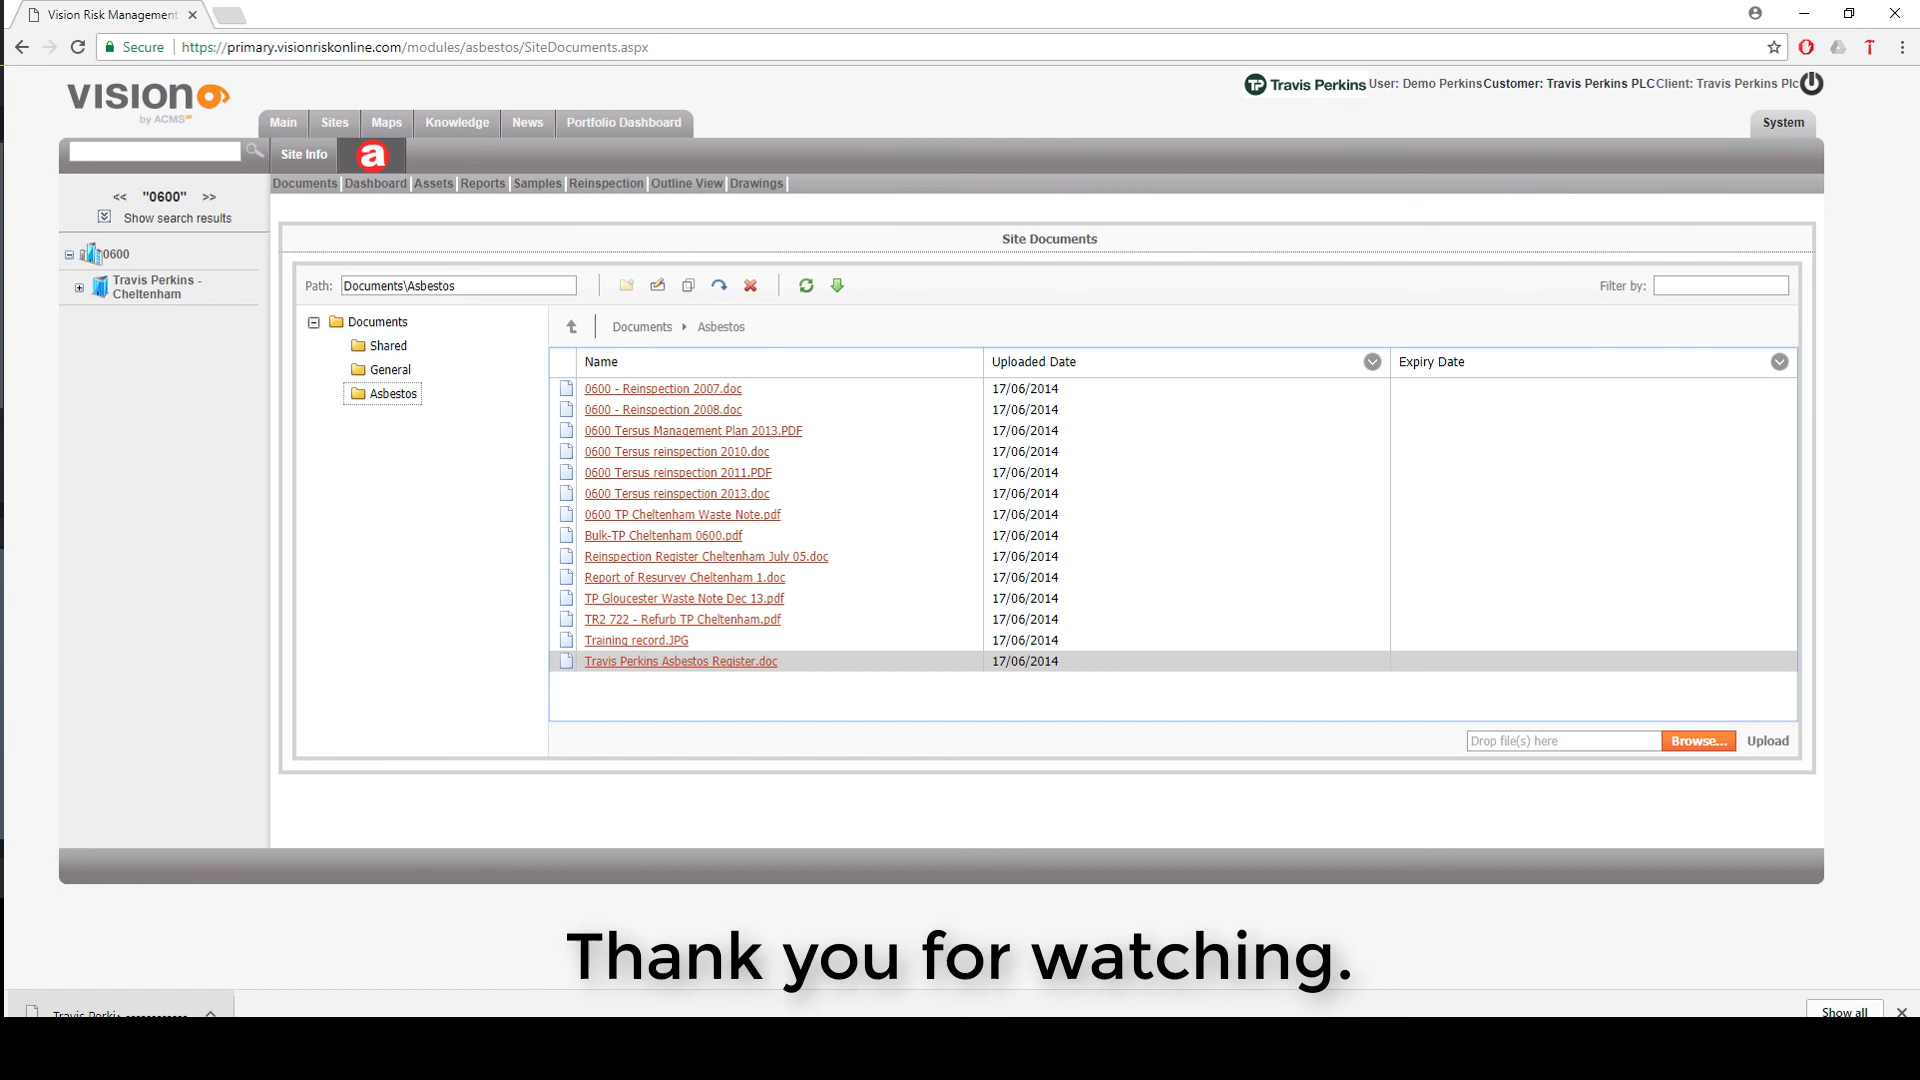 Vision Risk Management
Secure
https://primary.visionriskonline.com/modules/asbestos/SiteDocuments.aspx
VISION
by ACMS
Travis Perkins
User: Demo Perkins
Customer: Travis Perkins PLC
Client: Travis Perkins Plc
Main
Sites
Maps
Knowledge
News
Portfolio Dashboard
System
Site Info
a
Documents
Dashboard
Assets
Reports
Samples
Reinspection
Outline View
Drawings
<< "0600" >>
Show search results
0600
Travis Perkins -
Cheltenham
Site Documents
Path:
Documents\Asbestos
Filter by:
Documents
Shared
General
Asbestos
Documents
Asbestos
Name
Uploaded Date
Expiry Date
0600 - Reinspection 2007.doc 17/06/2014
0600 - Reinspection 2008.doc 17/06/2014
0600 Tersus Management Plan 2013.PDF 17/06/2014
0600 Tersus reinspection 2010.doc 17/06/2014
0600 Tersus reinspection 2011.PDF 17/06/2014
0600 Tersus reinspection 2013.doc 17/06/2014
0600 TP Cheltenham Waste Note.pdf 17/06/2014
Bulk-TP Cheltenham 0600.pdf 17/06/2014
Reinspection Register Cheltenham July 05.doc 17/06/2014
Report of Resurvey Cheltenham 1.doc 17/06/2014
TP Gloucester Waste Note Dec 13.pdf 17/06/2014
TR2 722 - Refurb TP Cheltenham.pdf 17/06/2014
Training record.JPG 17/06/2014
Travis Perkins Asbestos Register.doc 17/06/2014
Drop file(s) here
Browse...
Upload
Thank you for watching.
Show all